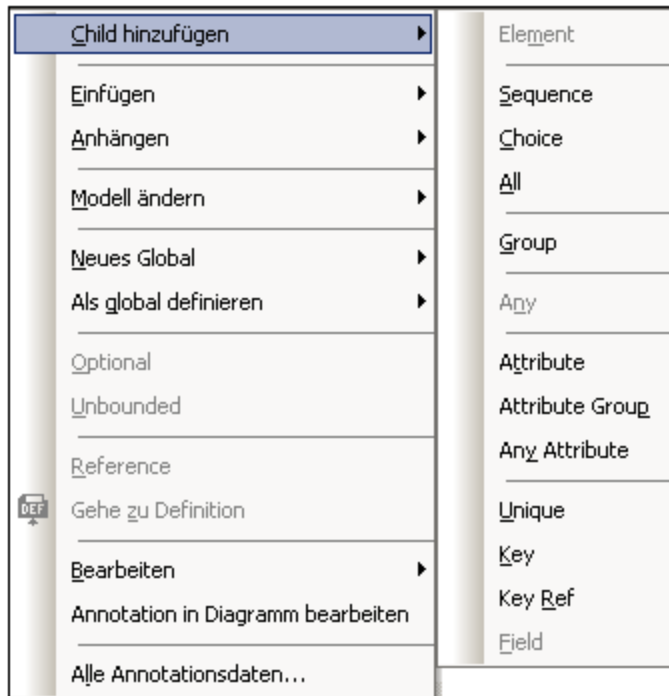 Child hinzufügen
Einfügen
Anhängen
Modell ändern
Neues Global
Als global definieren
Optional
Unbounded
Reference
DEF
Gehe zu Definition
Bearbeiten
Annotation in Diagramm bearbeiten
Alle Annotationsdaten...
Element
Sequence
Choice
All
Group
Any
Attribute
Attribute Group
Any Attribute
Unique
Key
Key Ref
Field